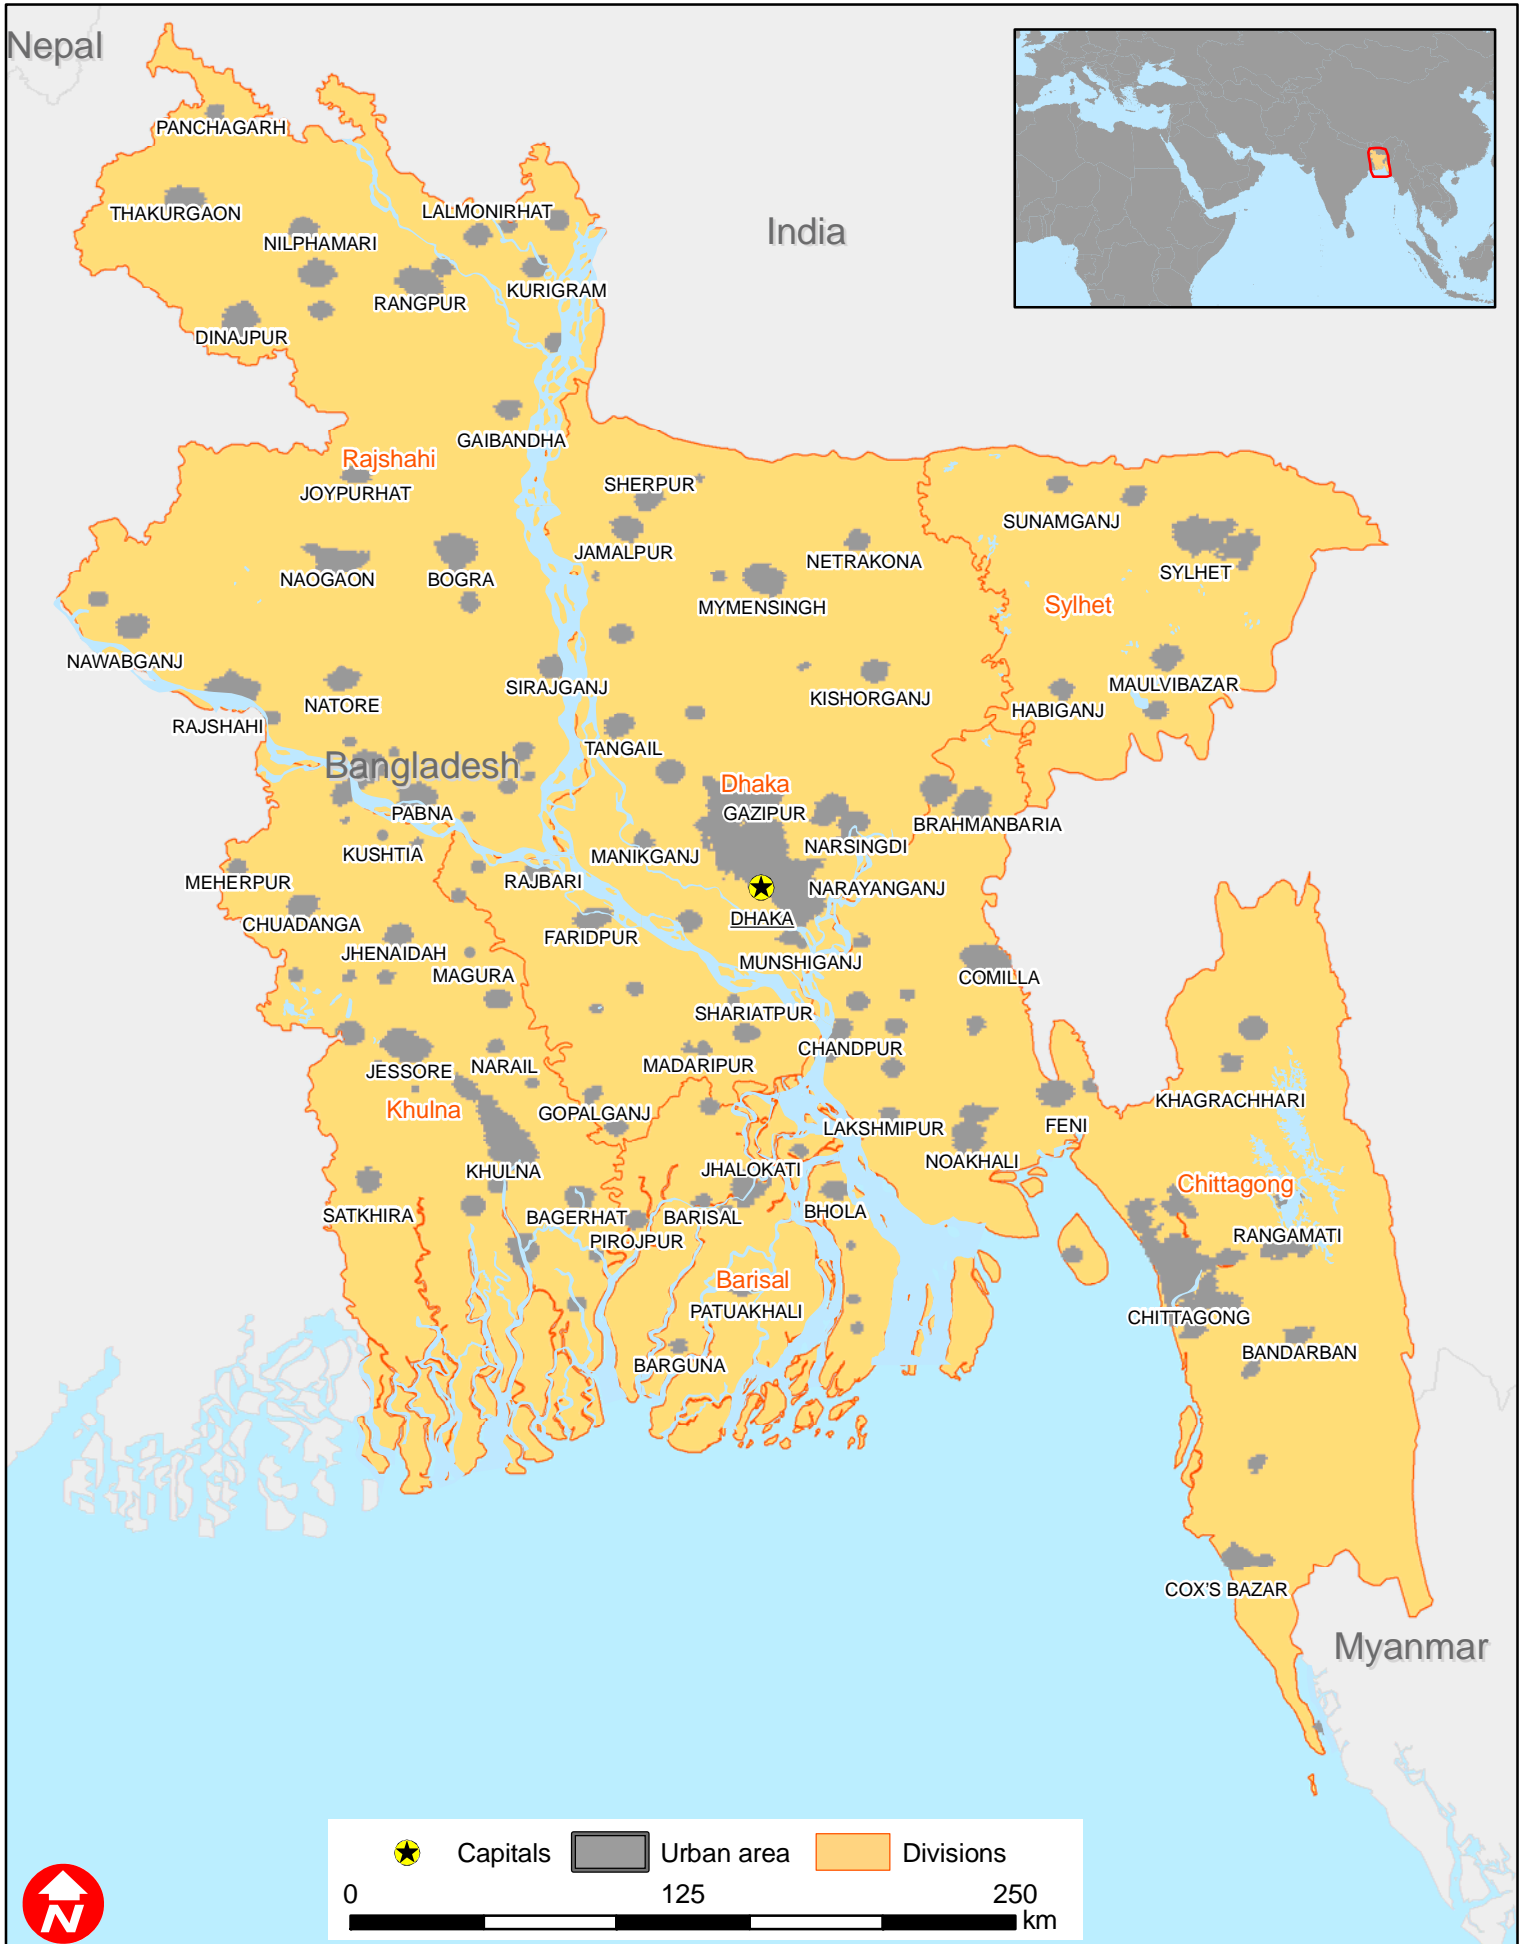 Nepal
PANCHAGARH
THAKURGAON
LALMONIRHAT
India
NILPHAMARI
KURIGRAM
RANGPUR
DINAJPUR
GAIBANDHA
Rajshahi
SHERPUR
JOYPURHAT
SUNAMGANJ
JAMALPUR
NETRAKONA
SYLHET
NAOGAON
BOGRA
MYMENSINGH
Sylhet
NAWABGANJ
SIRAJGANJ
MAULVIBAZAR
KISHORGANJ
NATORE
HABIGANJ
RAJSHAHI
TANGAIL
Bangladesh
Dhaka
PABNA
GAZIPUR
BRAHMANBARIA
NARSINGDI
KUSHTIA
MANIKGANJ
MEHERPUR
RAJBARI
NARAYANGANJ
DHAKA
CHUADANGA
FARIDPUR
JHENAIDAH
MUNSHIGANJ
MAGURA
COMILLA
SHARIATPUR
CHANDPUR
MADARIPUR
NARAIL
JESSORE
KHAGRACHHARI
Khulna
GOPALGANJ
LAKSHMIPUR
FENI
NOAKHALI
KHULNA
JHALOKATI
Chittagong
SATKHIRA
BAGERHAT
BARISAL
BHOLA
RANGAMATI
PIROJPUR
Barisal
PATUAKHALI
CHITTAGONG
BANDARBAN
BARGUNA
COX'S BAZAR
Myanmar
Capitals
Urban area
Divisions
0 125 250
km
N